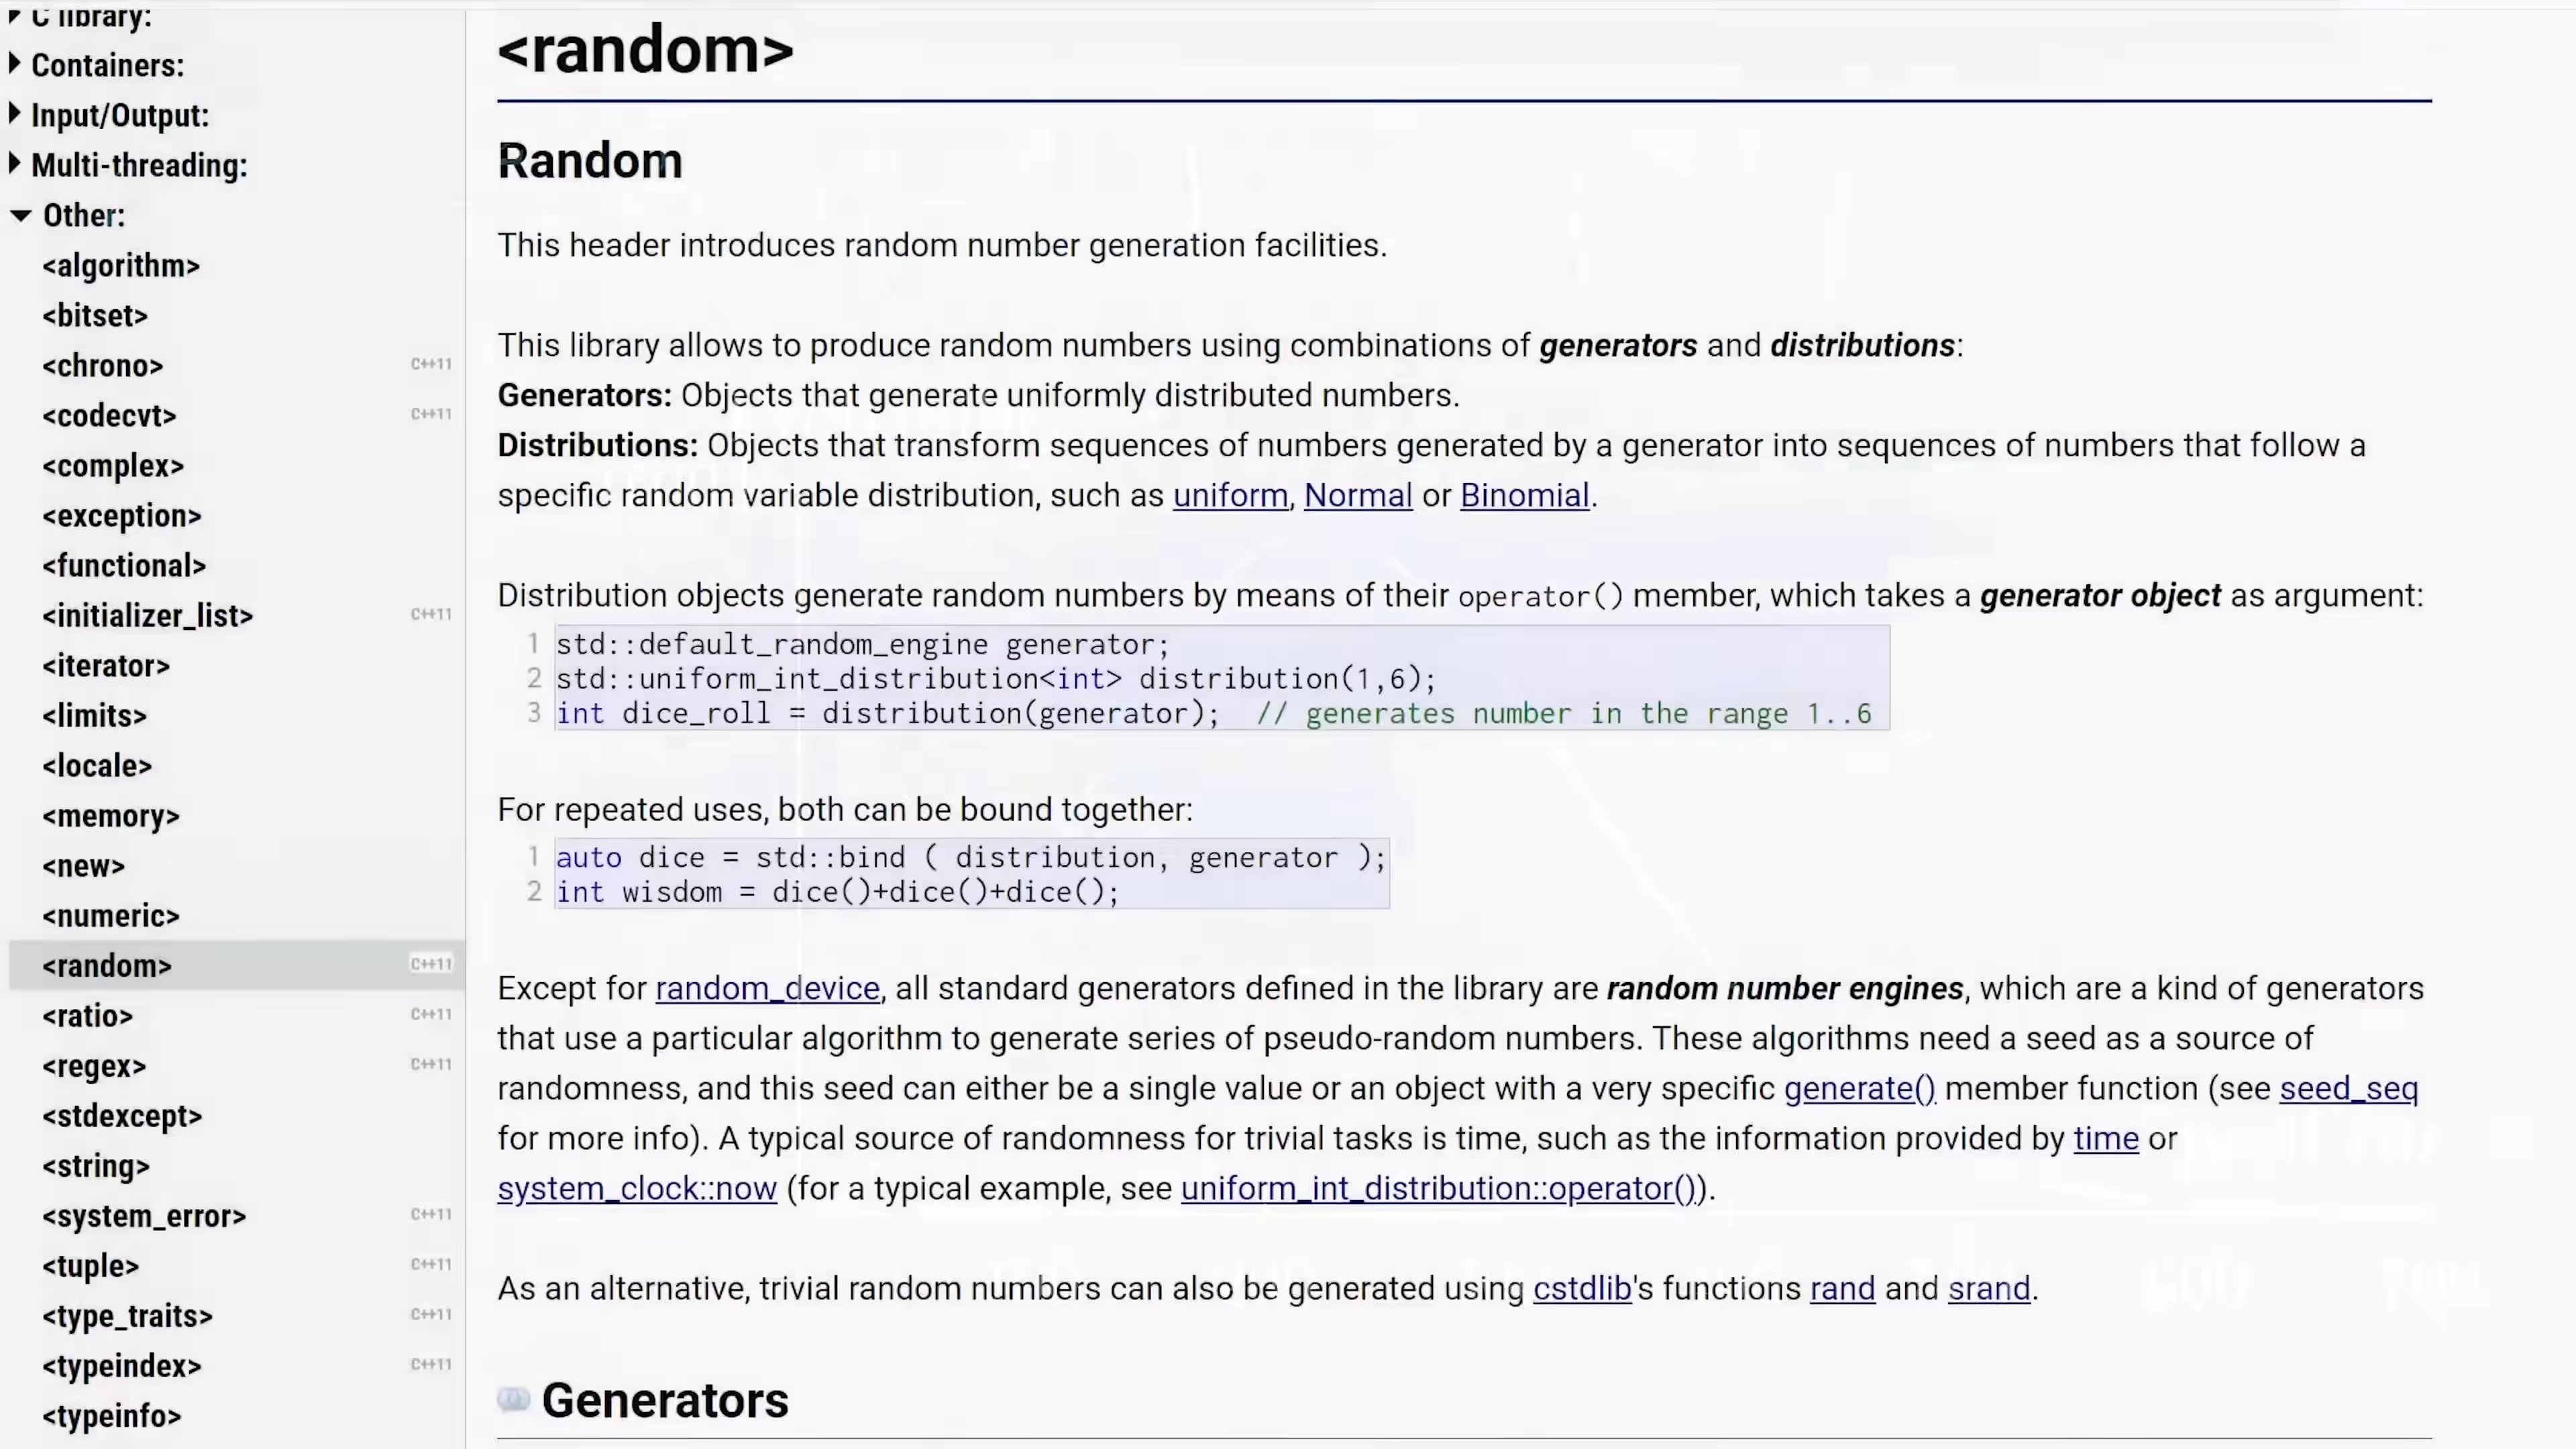 C library:
Containers:
Input/Output:
Multi-threading:
Other:
<algorithm>
<bitset>
<chrono> C++11
<codecvt> C++11
<complex>
<exception>
<functional>
<initializer_list> C++11
<iterator>
<limits>
<locale>
<memory>
<new>
<numeric>
<random> C++11
<ratio> C++11
<regex> C++11
<stdexcept>
<string>
<system_error> C++11
<tuple> C++11
<type_traits> C++11
<typeindex> C++11
<typeinfo>
<random>
Random
This header introduces random number generation facilities.
This library allows to produce random numbers using combinations of generators and distributions:
Generators: Objects that generate uniformly distributed numbers.
Distributions: Objects that transform sequences of numbers generated by a generator into sequences of numbers that follow a
specific random variable distribution, such as uniform, Normal or Binomial.
Distribution objects generate random numbers by means of their operator() member, which takes a generator object as argument:
1 std::default_random_engine generator;
2 std::uniform_int_distribution<int> distribution(1,6);
3 int dice_roll = distribution(generator);  // generates number in the range 1..6
For repeated uses, both can be bound together:
1 auto dice = std::bind ( distribution, generator );
2 int wisdom = dice()+dice()+dice();
Except for random_device, all standard generators defined in the library are random number engines, which are a kind of generators
that use a particular algorithm to generate series of pseudo-random numbers. These algorithms need a seed as a source of
randomness, and this seed can either be a single value or an object with a very specific generate() member function (see seed_seq
for more info). A typical source of randomness for trivial tasks is time, such as the information provided by time or
system_clock::now (for a typical example, see uniform_int_distribution::operator()).
As an alternative, trivial random numbers can also be generated using cstdlib's functions rand and srand.
Generators